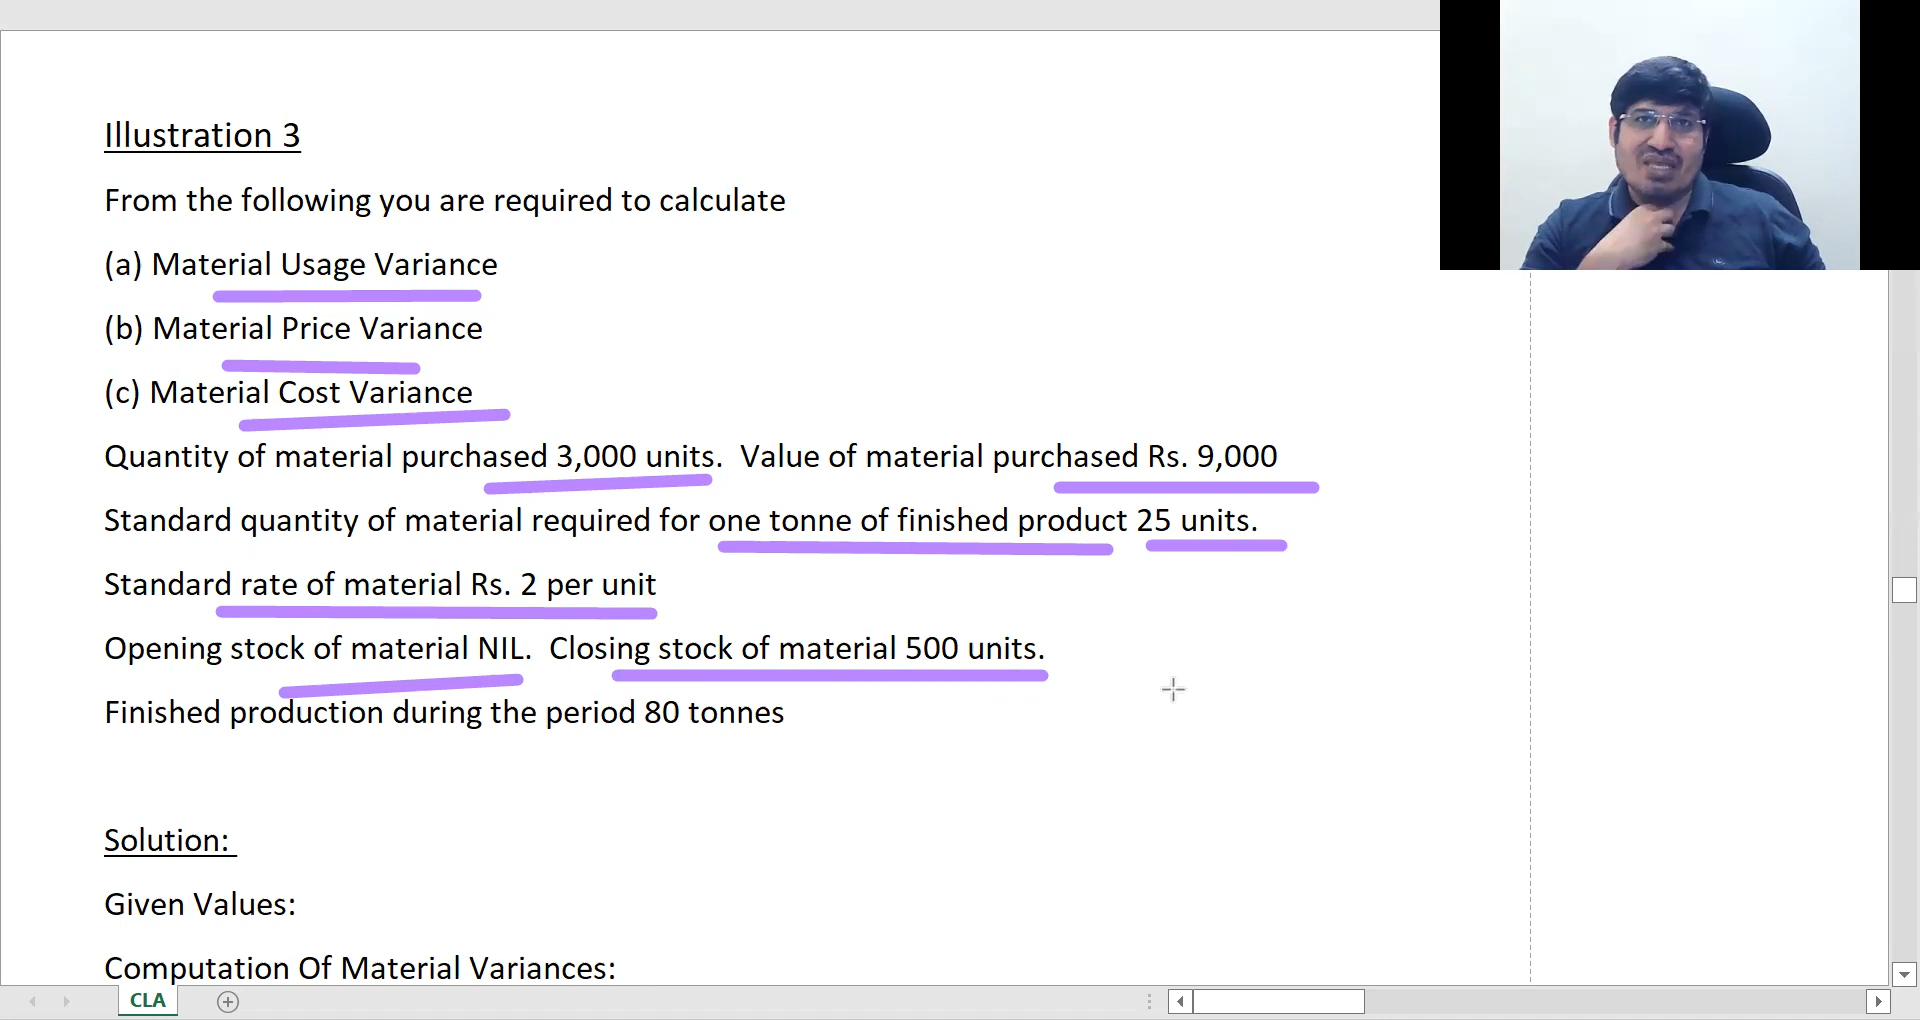 Illustration 3
From the following you are required to calculate
(a) Material Usage Variance
(b) Material Price Variance
(c) Material Cost Variance
Quantity of material purchased 3,000 units.  Value of material purchased Rs. 9,000
Standard quantity of material required for one tonne of finished product 25 units.
Standard rate of material Rs. 2 per unit
Opening stock of material NIL.  Closing stock of material 500 units.
Finished production during the period 80 tonnes
Solution:
Given Values:
Computation Of Material Variances:
CLA